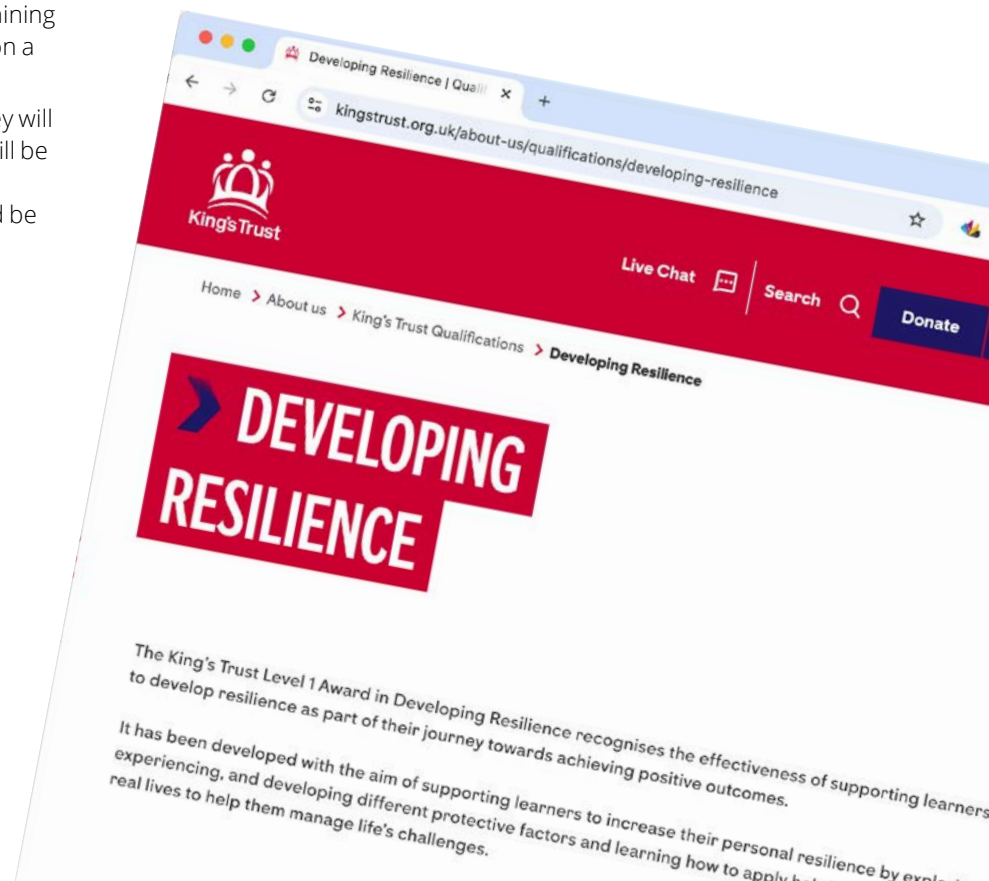 on a
will
be
be
Developing Resilience | Quali
kingstrust.org.uk/about-us/qualifications/developing-resilience
King's Trust
Live Chat
Search
Donate
Home > About us > King's Trust Qualifications > Developing Resilience
DEVELOPING
RESILIENCE
The King's Trust Level 1 Award in Developing Resilience recognises the effectiveness of supporting learners
to develop resilience as part of their journey towards achieving positive outcomes.
It has been developed with the aim of supporting learners to increase their personal resilience by
experiencing, and developing different protective factors and learning how to apply
real lives to help them manage life's challenges.